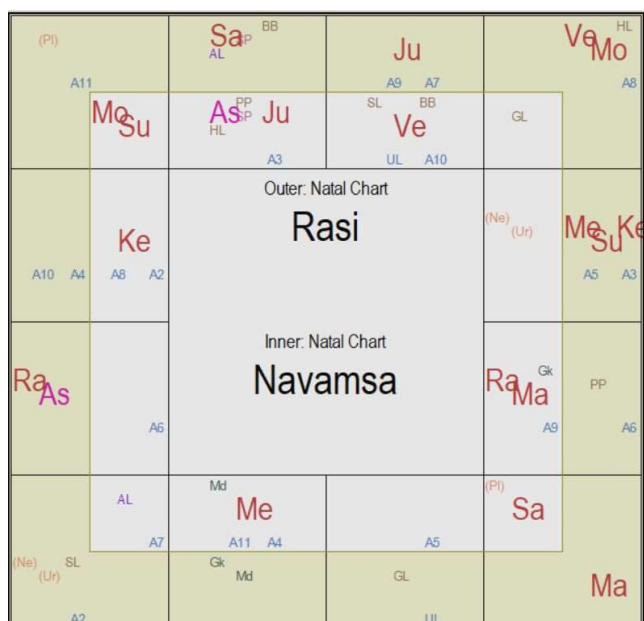 (Pl)
Sa
SP
BB
AL
Ju
Ve
Mo
HL
A11
A9 A7
A8
Mo
Su
As
PP
SP
Ju
HL
A3
SL BB
Ve
UL A10
GL
Outer: Natal Chart
Rasi
Ke
A10 A4
A8 A2
(Ne)
(Ur)
Me
Su
Ke
A5 A3
Inner: Natal Chart
Navamsa
Ra
As
A6
Ra
Ma
Gk
A9
PP
A6
AL
A7
Md
Me
A11 A4
A5
(Pl)
Sa
(Ne)
(Ur)
SL
A2
Gk
Md
GL
UL
Ma